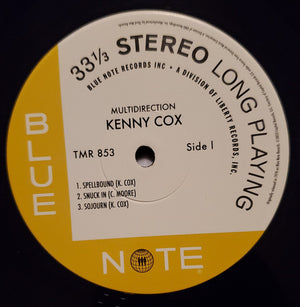 33 1/3 STEREO LONG PLAYING
BLUE NOTE RECORDS INC • A DIVISION OF LIBERTY RECORDS, INC.
MULTIDIRECTION
KENNY COX
TMR 853
Side I
1. SPELLBOUND (K. COX)
2. SNUCK IN (C. MOORE)
3. SOJOURN (K. COX)
BLUE
NOTE